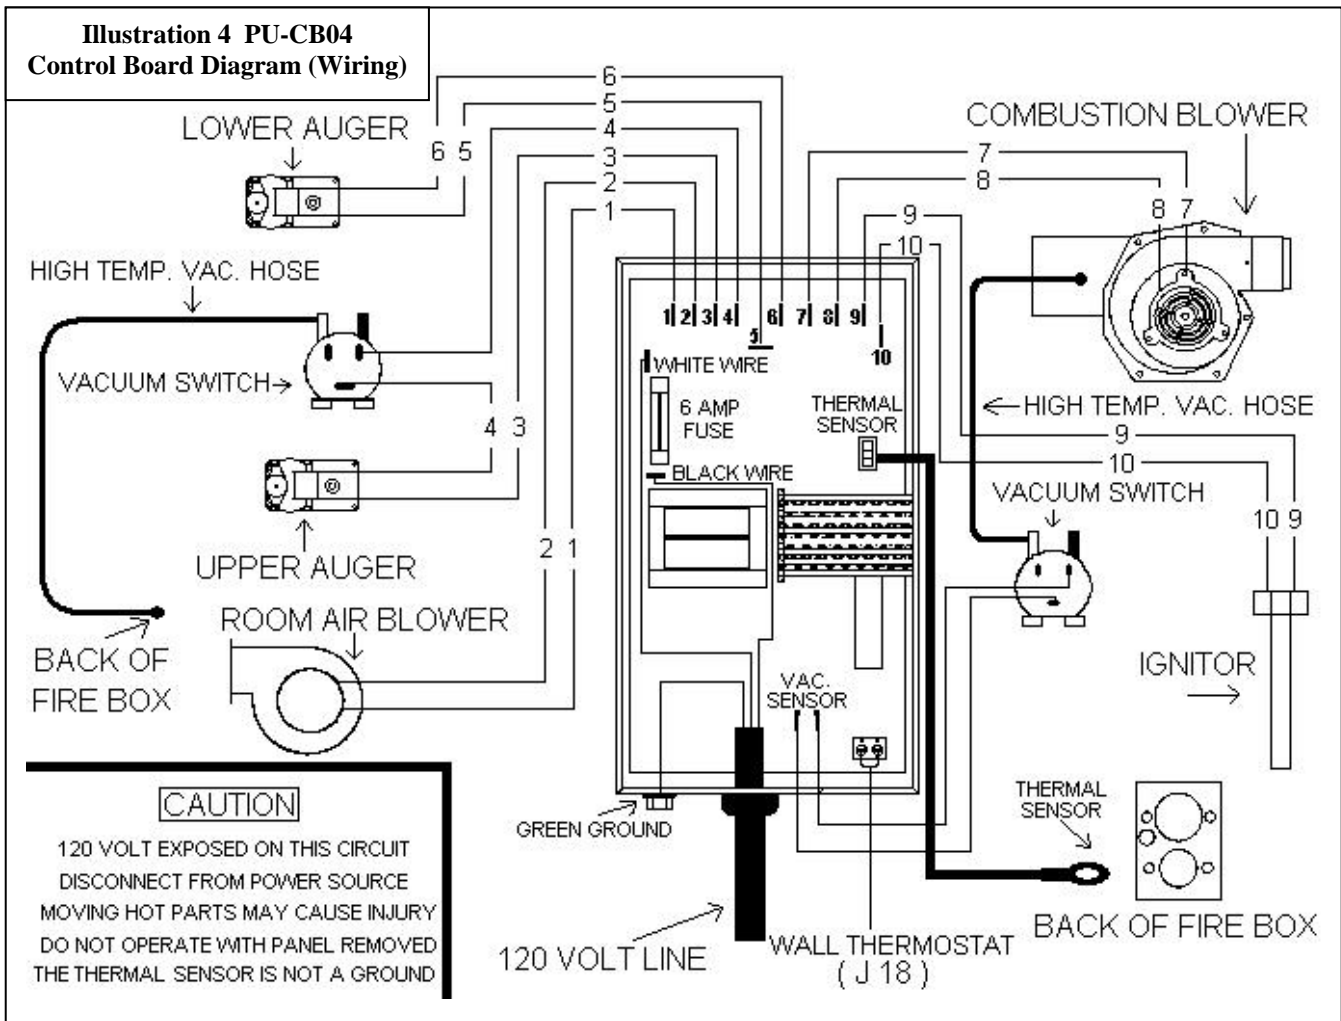 Illustration 4 PU-CB04
Control Board Diagram (Wiring)
LOWER AUGER
6 5
6
5
4
3
2
1
COMBUSTION BLOWER
7
8
8 7
9
10
HIGH TEMP. VAC. HOSE
VACUUM SWITCH
4 3
UPPER AUGER
2 1
BACK OF
FIRE BOX
ROOM AIR BLOWER
1 2 3 4 5 6 7 8 9
10
WHITE WIRE
6 AMP
FUSE
BLACK WIRE
THERMAL
SENSOR
VAC.
SENSOR
HIGH TEMP. VAC. HOSE
9
10
VACUUM SWITCH
10 9
IGNITOR
GREEN GROUND
120 VOLT LINE
WALL THERMOSTAT
( J 18 )
THERMAL
SENSOR
BACK OF FIRE BOX
CAUTION
120 VOLT EXPOSED ON THIS CIRCUIT
DISCONNECT FROM POWER SOURCE
MOVING HOT PARTS MAY CAUSE INJURY
DO NOT OPERATE WITH PANEL REMOVED
THE THERMAL SENSOR IS NOT A GROUND